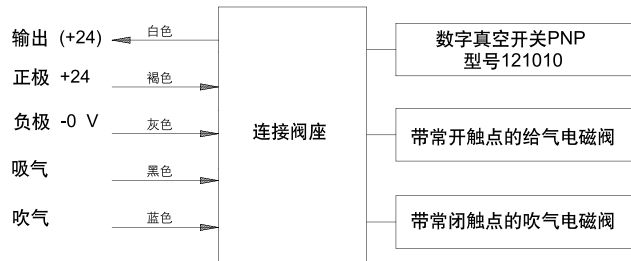 输出 (+24)
白色
正极 +24
褐色
负极 -0 V
灰色
吸气
黑色
吹气
蓝色
连接阀座
数字真空开关PNP
型号121010
带常开触点的给气电磁阀
带常闭触点的吹气电磁阀